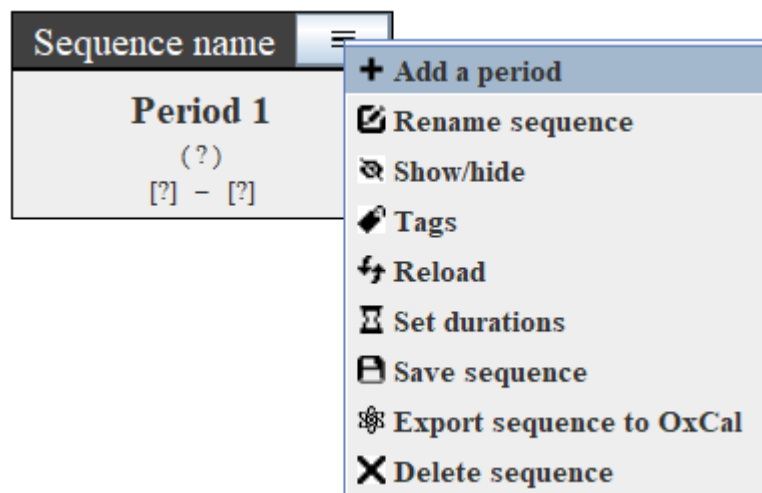 Sequence name
Period 1
(?)
[?] – [?]
Add a period
Rename sequence
Show/hide
Tags
Reload
Set durations
Save sequence
Export sequence to OxCal
Delete sequence